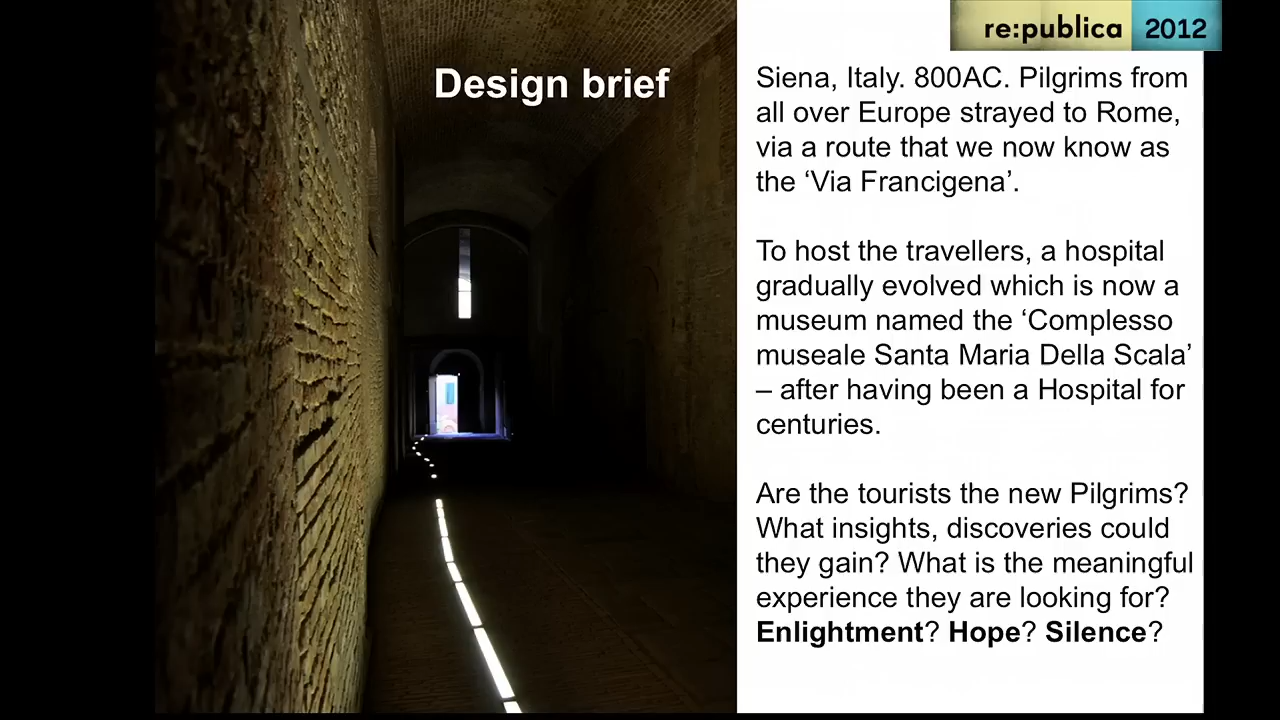 re:publica 2012
Design brief
Siena, Italy. 800AC. Pilgrims from
all over Europe strayed to Rome,
via a route that we now know as
the ‘Via Francigena’.
To host the travellers, a hospital
gradually evolved which is now a
museum named the ‘Complesso
museale Santa Maria Della Scala’
– after having been a Hospital for
centuries.
Are the tourists the new Pilgrims?
What insights, discoveries could
they gain? What is the meaningful
experience they are looking for?
Enlightment? Hope? Silence?